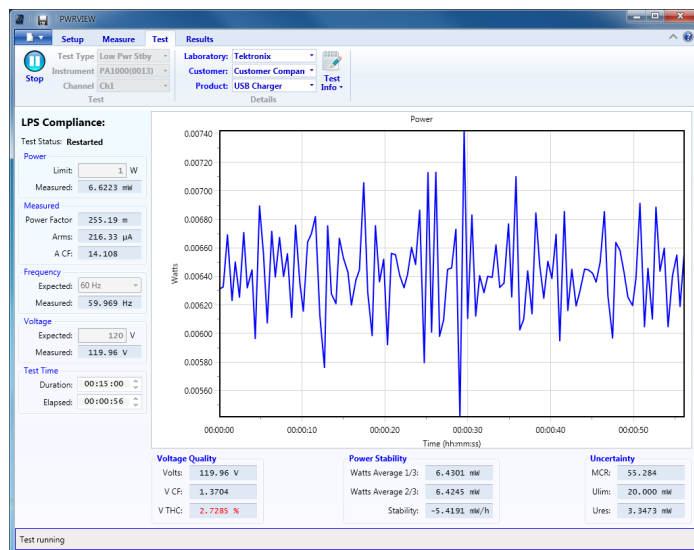 PWRVIEW
Setup Measure Test Results
Stop
Test Type Low Pwr Stby
Instrument PA1000(0013)
Channel Ch1
Test
Laboratory: Tektronix
Customer: Customer Compan
Product: USB Charger
Test Info
Details
LPS Compliance:
Test Status: Restarted
Power
Limit: 1 W
Measured: 6.6223 mW
Measured
Power Factor 255.19 m
Arms: 216.33 µA
A CF: 14.108
Frequency
Expected: 60 Hz
Measured: 59.969 Hz
Voltage
Expected: 120 V
Measured: 119.96 V
Test Time
Duration: 00:15:00
Elapsed: 00:00:56
Power
0.00740
0.00720
0.00700
0.00680
0.00660
0.00640
0.00620
0.00600
0.00580
0.00560
Watts
00:00:00 00:00:10 00:00:20 00:00:30 00:00:40 00:00:50
Time (hh:mm:ss)
Voltage Quality
Volts: 119.96 V
V CF: 1.3704
V THC: 2.7285 %
Power Stability
Watts Average 1/3: 6.4301 mW
Watts Average 2/3: 6.4245 mW
Stability: -5.4191 mW/h
Uncertainty
MCR: 55.284
Ulim: 20.000 mW
Ures: 3.3473 mW
Test running